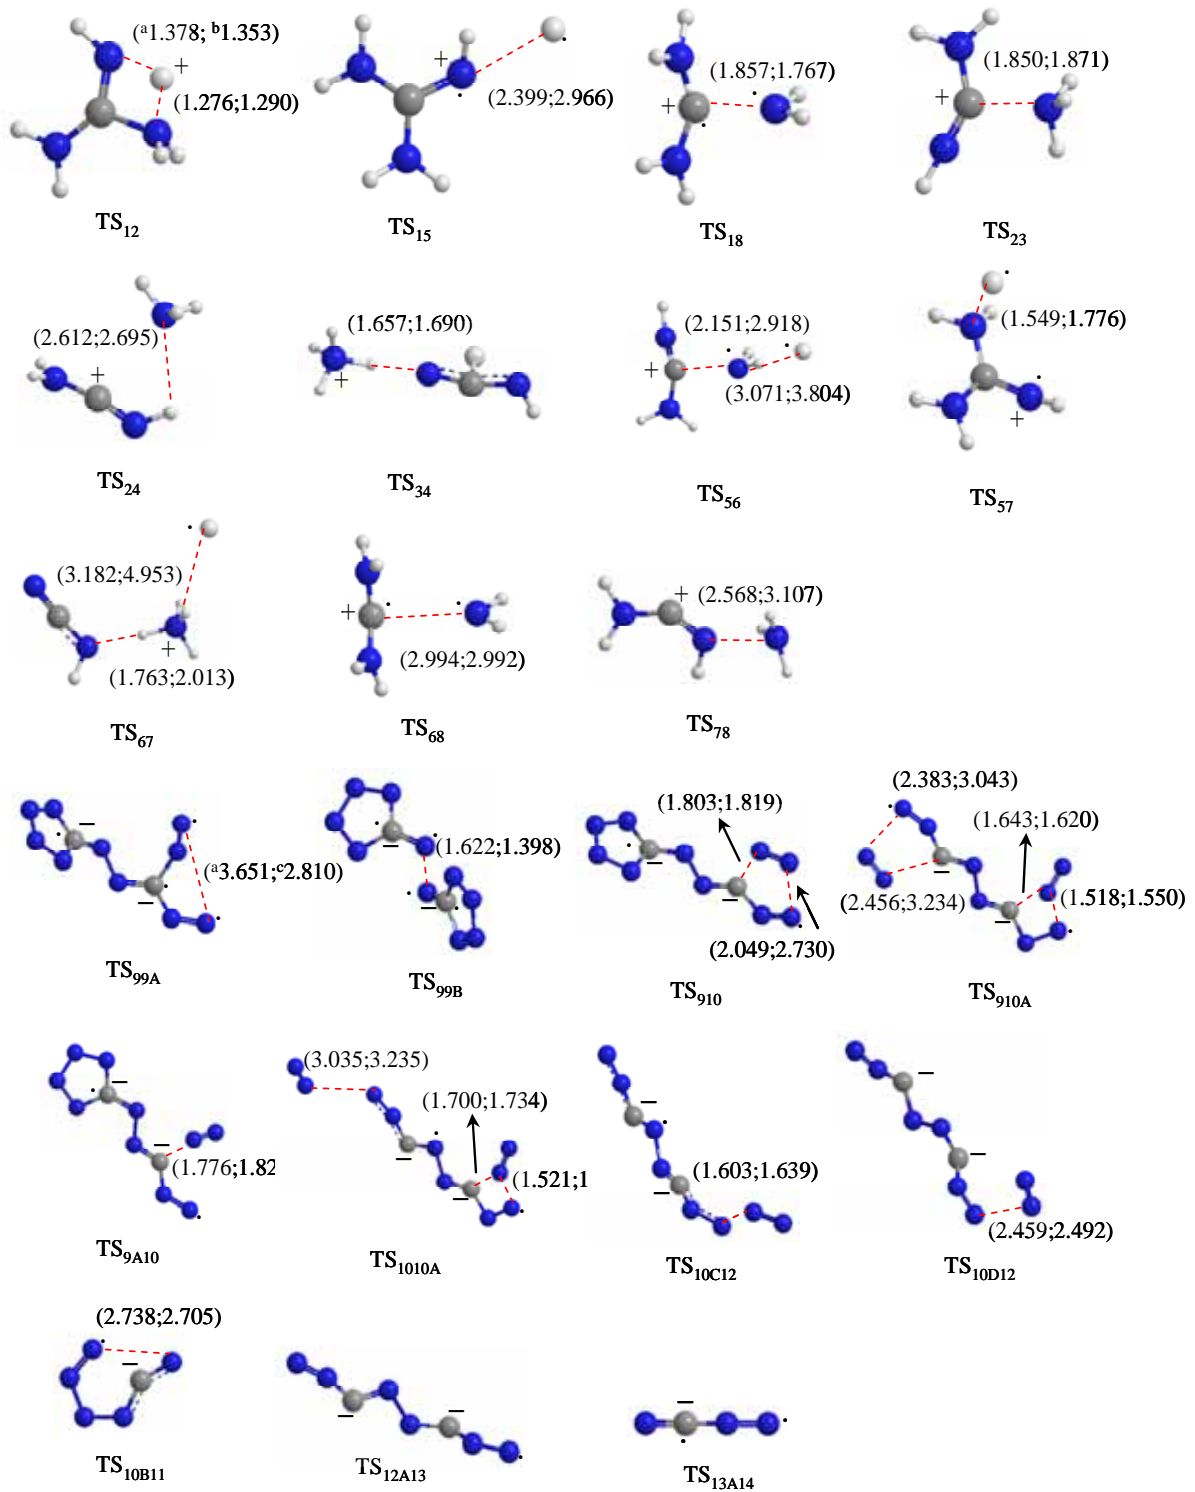 (ᵃ1.378; ᵇ1.353)
+
(1.276;1.290)
TS₁₂
+
(2.399;2.966)
TS₁₅
(1.857;1.767)
+
TS₁₈
(1.850;1.871)
+
TS₂₃
(2.612;2.695)
+
TS₂₄
(1.657;1.690)
+
TS₃₄
(2.151;2.918)
+
(3.071;3.804)
TS₅₆
(1.549;1.776)
+
TS₅₇
(3.182;4.953)
+
(1.763;2.013)
TS₆₇
+
(2.994;2.992)
TS₆₈
+
(2.568;3.107)
TS₇₈
−
(ᵃ3.651;ᶜ2.810)
−
TS₉₉A
−
(1.622;1.398)
−
TS₉₉B
(1.803;1.819)
−
−
(2.049;2.730)
TS₉₁₀
(2.383;3.043)
(1.643;1.620)
−
(2.456;3.234)
(1.518;1.550)
−
TS₉₁₀A
−
−
(1.776;1.82
TS₉A₁₀
(3.035;3.235)
(1.700;1.734)
−
(1.521;1
−
TS₁₀₁₀A
−
(1.603;1.639)
−
TS₁₀C₁₂
−
−
(2.459;2.492)
TS₁₀D₁₂
(2.738;2.705)
−
TS₁₀B₁₁
−
−
TS₁₂A₁₃
−
TS₁₃A₁₄